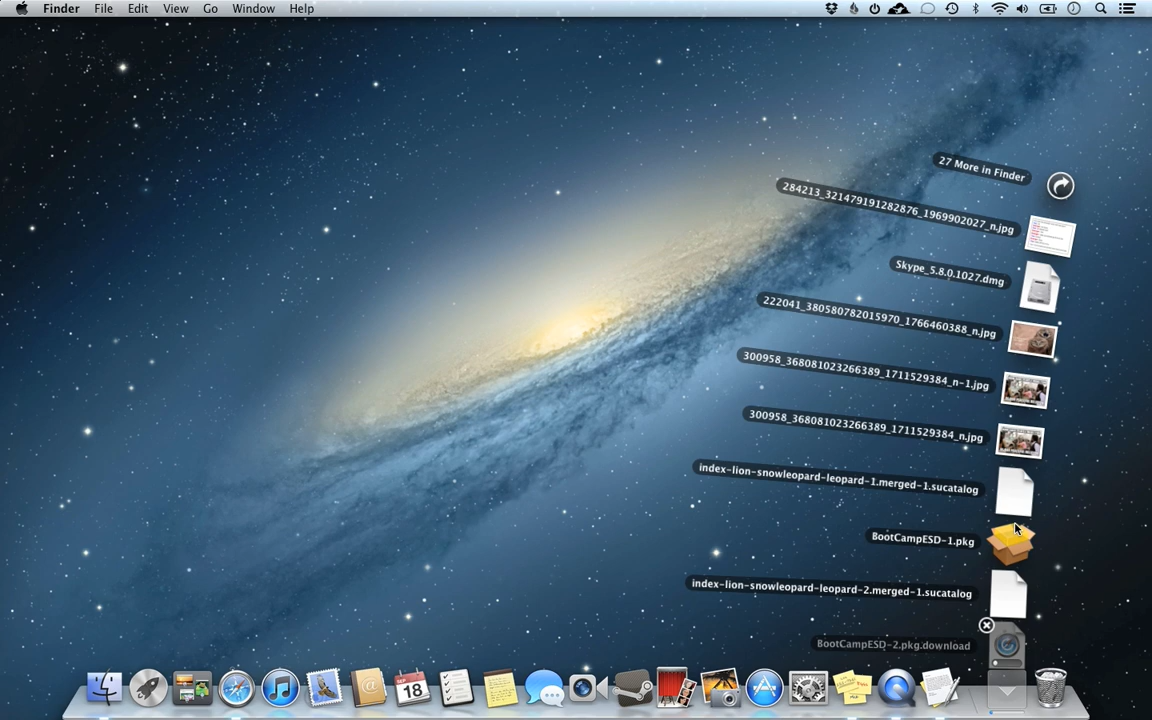 Finder File Edit View Go Window Help
27 More in Finder
284213_321479191282876_1969902027_n.jpg
Skype_5.8.0.1027.dmg
222041_380580782015970_1766460388_n.jpg
300958_368081023266389_1711529384_n-1.jpg
300958_368081023266389_1711529384_n.jpg
index-lion-snowleopard-leopard-1.merged-1.sucatalog
BootCampESD-1.pkg
index-lion-snowleopard-leopard-2.merged-1.sucatalog
BootCampESD-2.pkg.download
18